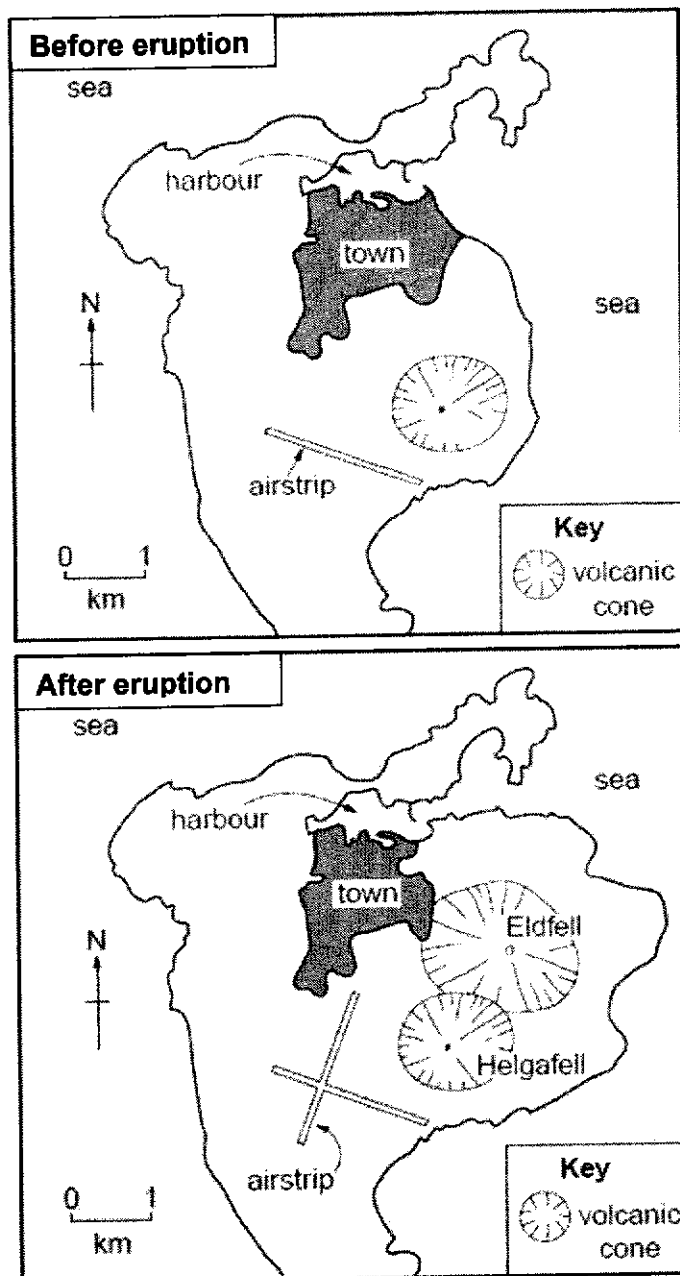 Before eruption
sea
harbour
town
N
sea
airstrip
0 1
km
Key
volcanic
cone
After eruption
sea
sea
harbour
town
Eldfell
N
Helgafell
airstrip
0 1
km
Key
volcanic
cone